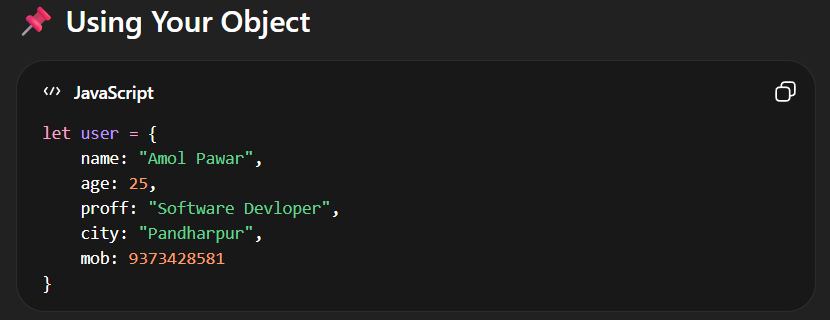 📌 Using Your Object
</> JavaScript
let user = {
    name: "Amol Pawar",
    age: 25,
    proff: "Software Devloper",
    city: "Pandharpur",
    mob: 9373428581
}